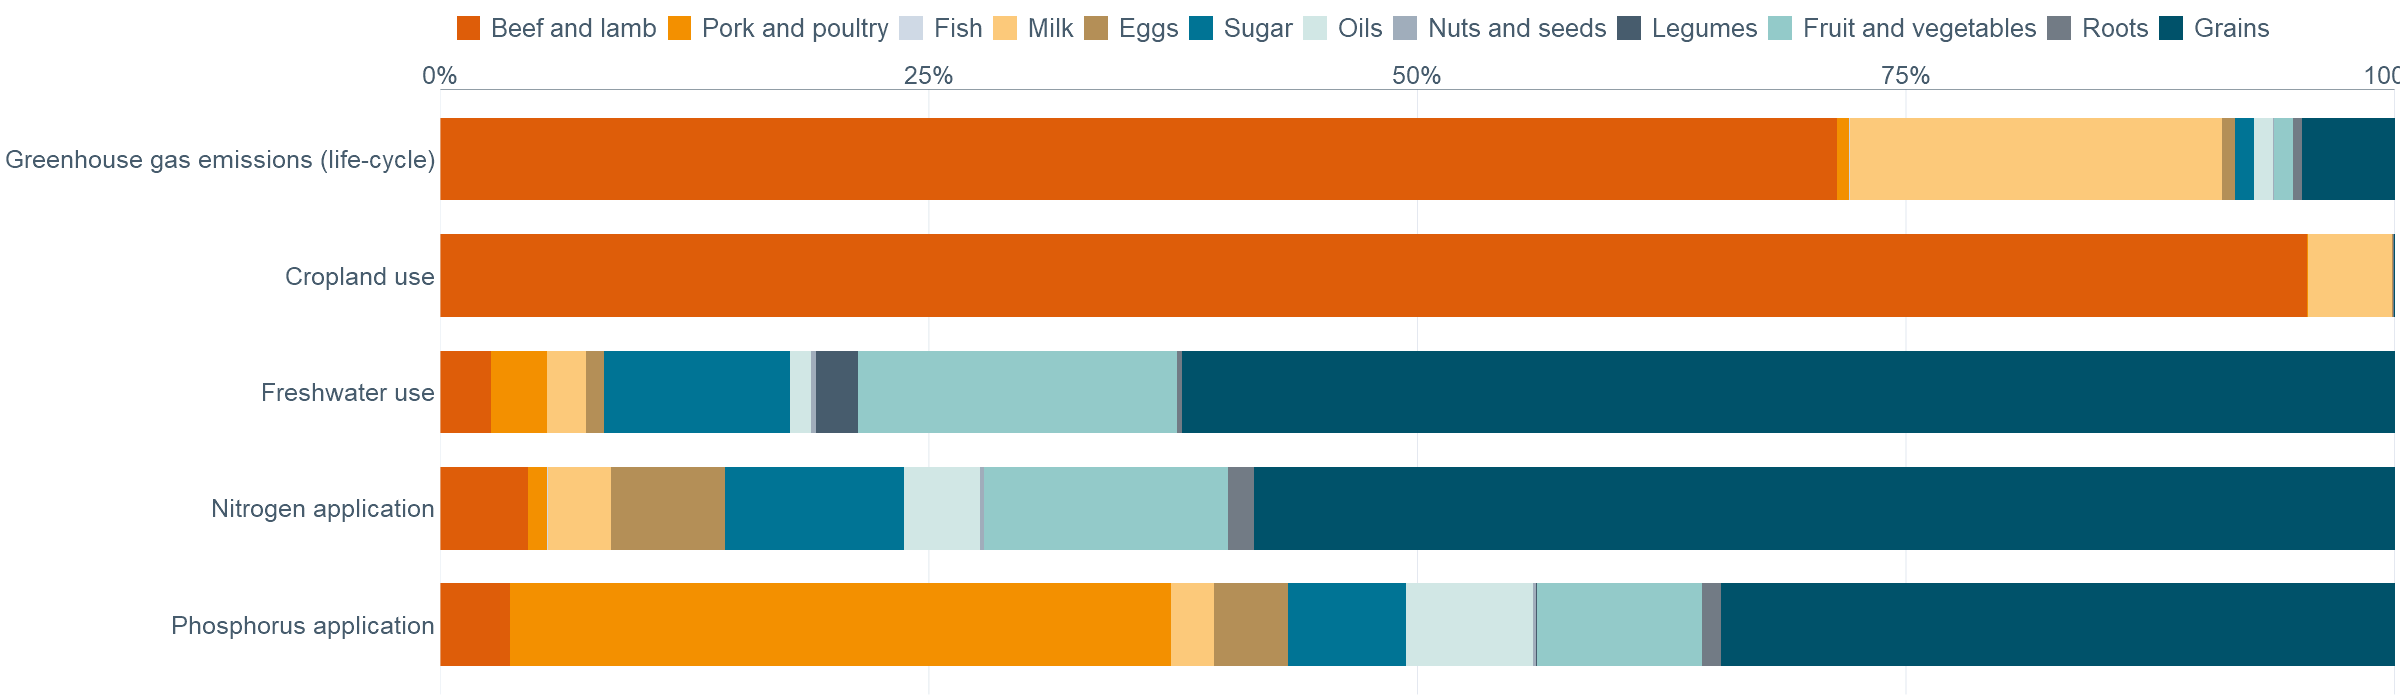 Beef and lamb Pork and poultry Fish Milk Eggs Sugar Oils Nuts and seeds Legumes Fruit and vegetables Roots Grains
0% 25% 50% 75% 100
Greenhouse gas emissions (life-cycle)
Cropland use
Freshwater use
Nitrogen application
Phosphorus application